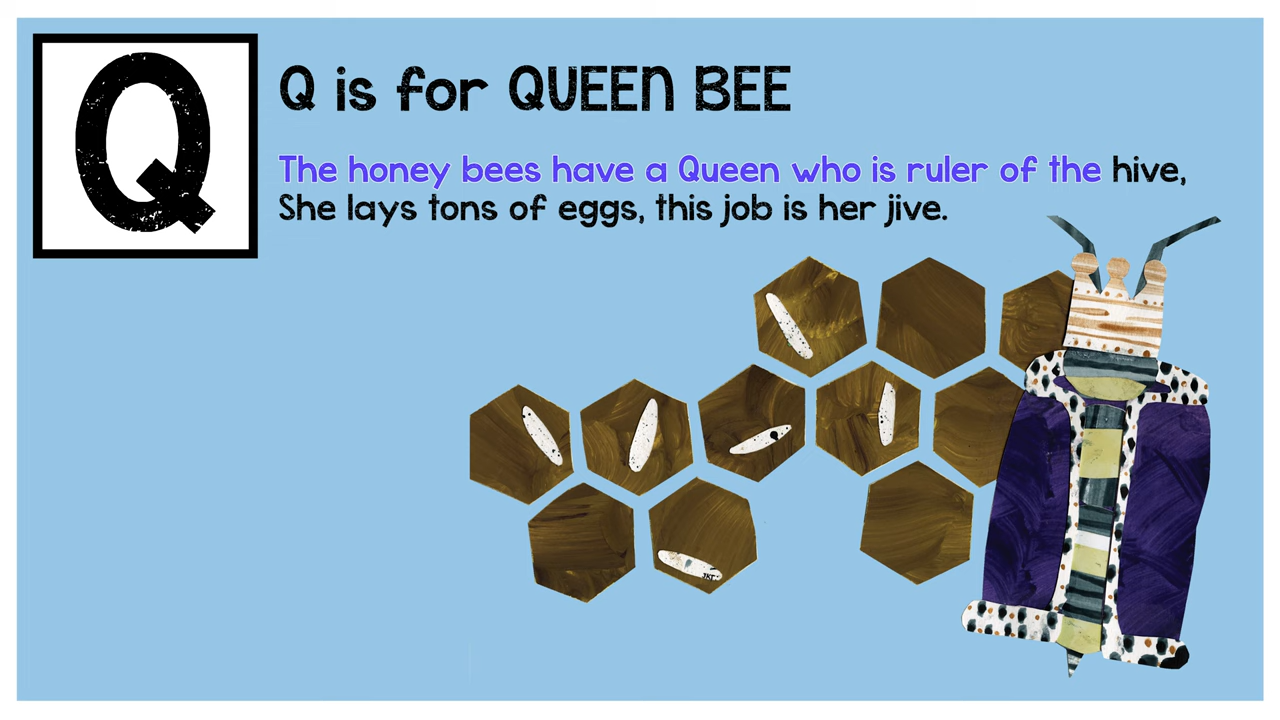 Q
Q is for QUEEN BEE
The honey bees have a Queen who is ruler of the hive,
She lays tons of eggs, this job is her jive.
JKT